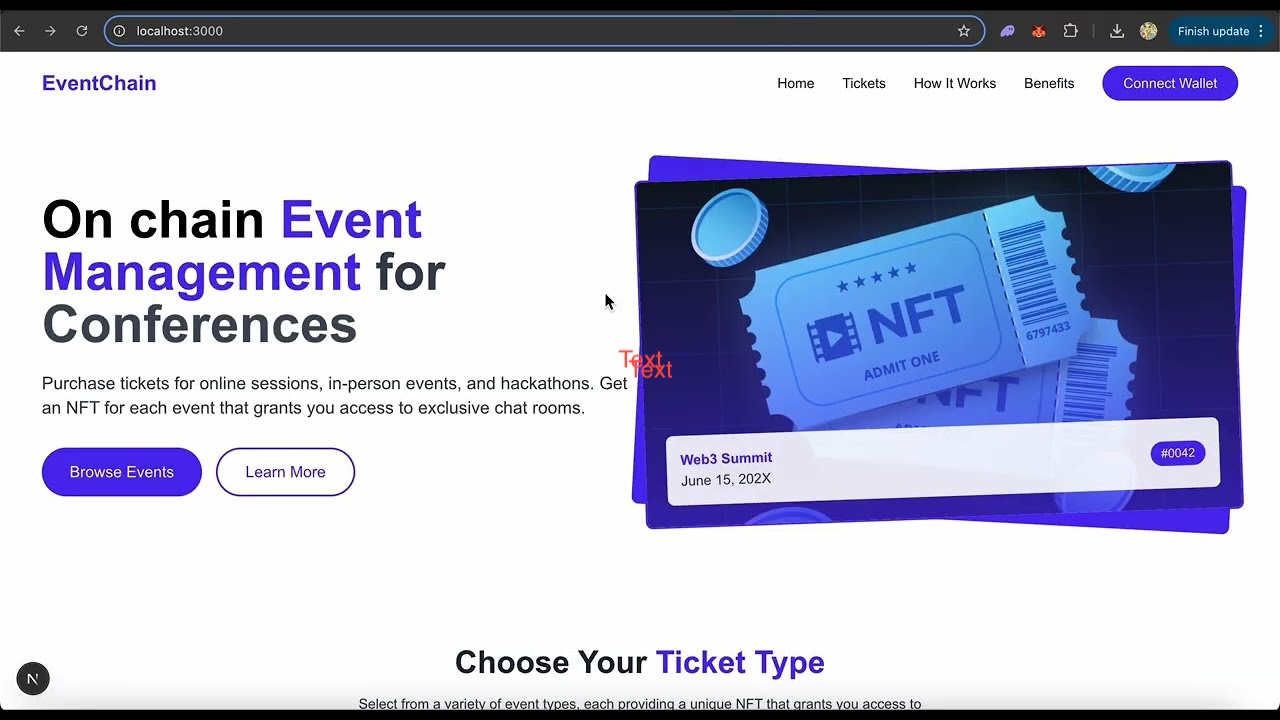 localhost:3000
Finish update
EventChain
Home
Tickets
How It Works
Benefits
Connect Wallet
On chain Event
Management for
Conferences
Purchase tickets for online sessions, in-person events, and hackathons. Get
an NFT for each event that grants you access to exclusive chat rooms.
Browse Events
Learn More
Text
Text
NFT
ADMIT ONE
6797433
NFT
Web3 Summit
June 15, 202X
#0042
Choose Your Ticket Type
Select from a variety of event types, each providing a unique NFT that grants you access to
N